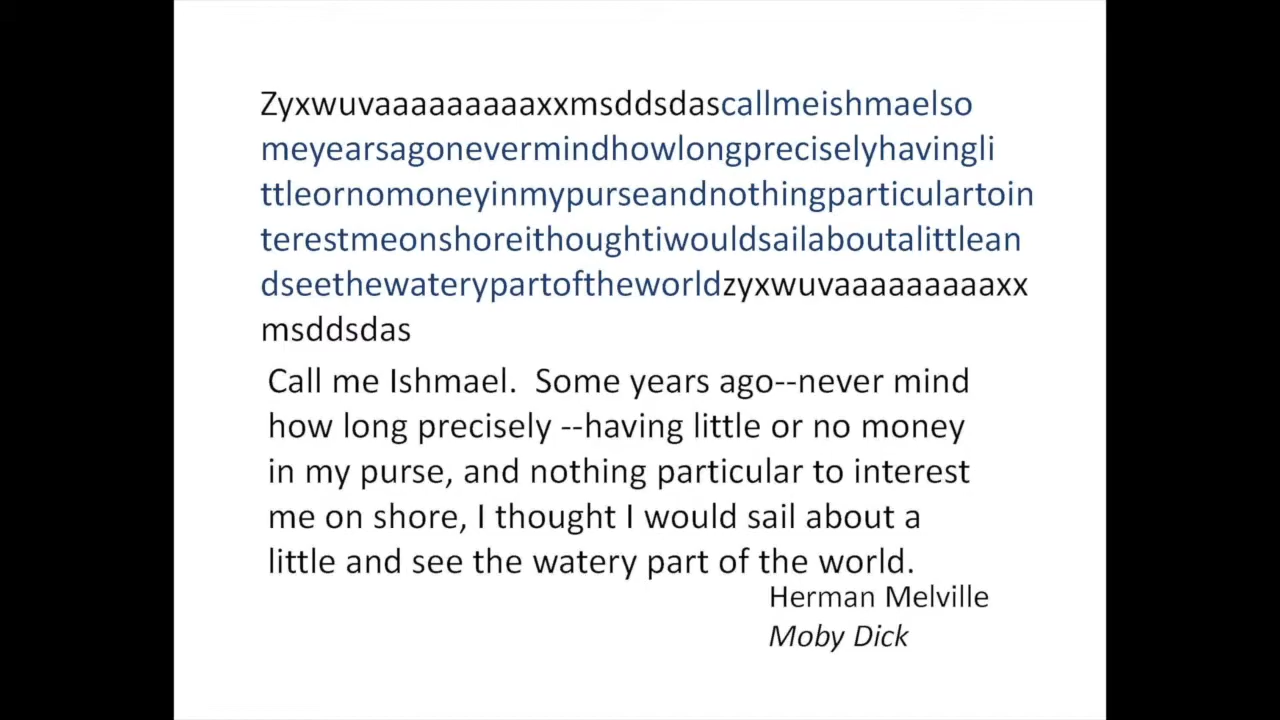 Zyxwuvaaaaaaaaaxxmsddsdascallmeishmaelso
meyearsagonevermindhowlongpreciselyhavingli
ttleornomoneyinmypurseandnothingparticulartoin
terestmeonshoreithoughtiwouldsailaboutalittlean
dseethewaterypartoftheworldzyxwuvaaaaaaaaaxx
msddsdas
Call me Ishmael.  Some years ago--never mind
how long precisely --having little or no money
in my purse, and nothing particular to interest
me on shore, I thought I would sail about a
little and see the watery part of the world.
Herman Melville
Moby Dick